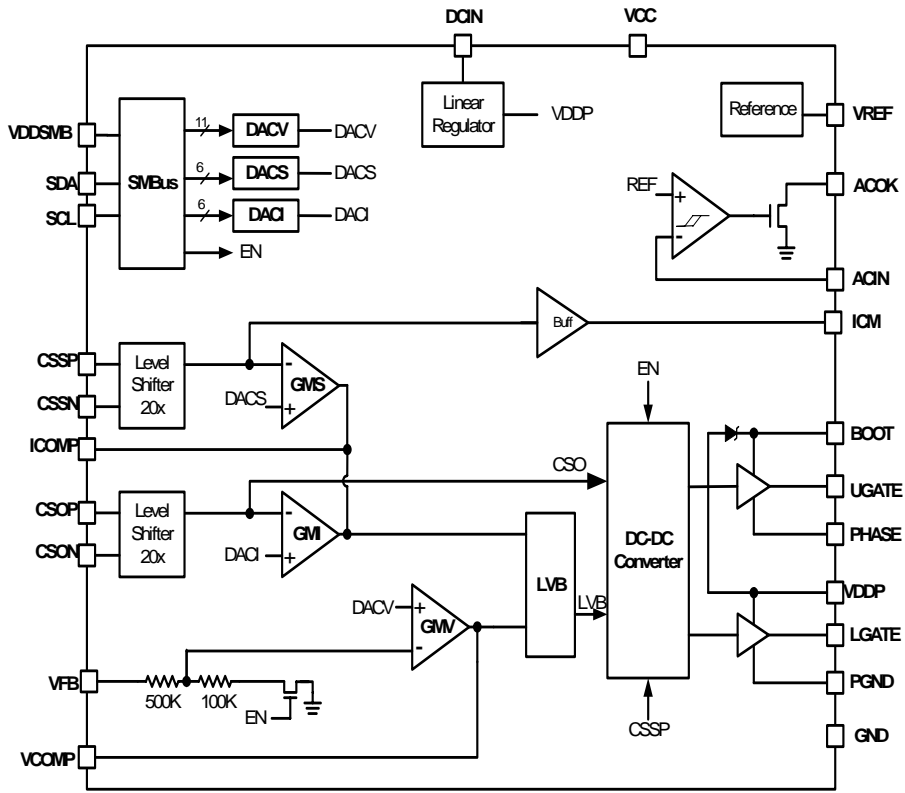 DCIN
VCC
VDDSMB
SDA
SCL
SMBus
11
DACV
DACV
6
DACS
DACS
6
DACI
DACI
EN
Linear
Regulator
VDDP
Reference
VREF
REF
+
-
ACOK
ACIN
CSSP
CSSN
Level
Shifter
20x
-
GMS
DACS
+
Buff
ICM
ICOMP
CSOP
CSON
Level
Shifter
20x
-
GMI
DACI
+
CSO
EN
DC-DC
Converter
CSSP
LVB
LVB
BOOT
UGATE
PHASE
VDDP
LGATE
PGND
GND
DACV
+
GMV
-
VFB
500K
100K
EN
VCOMP